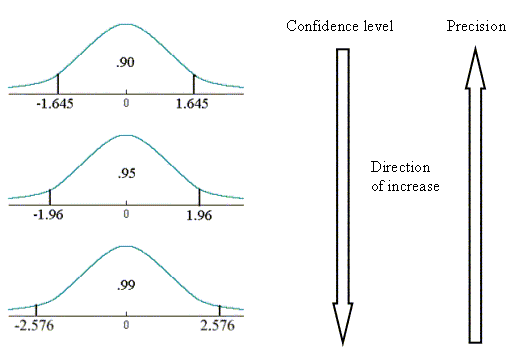 Confidence level Precision
.90
-1.645 0 1.645
.95
Direction
of increase
-1.96 0 1.96
.99
-2.576 0 2.576